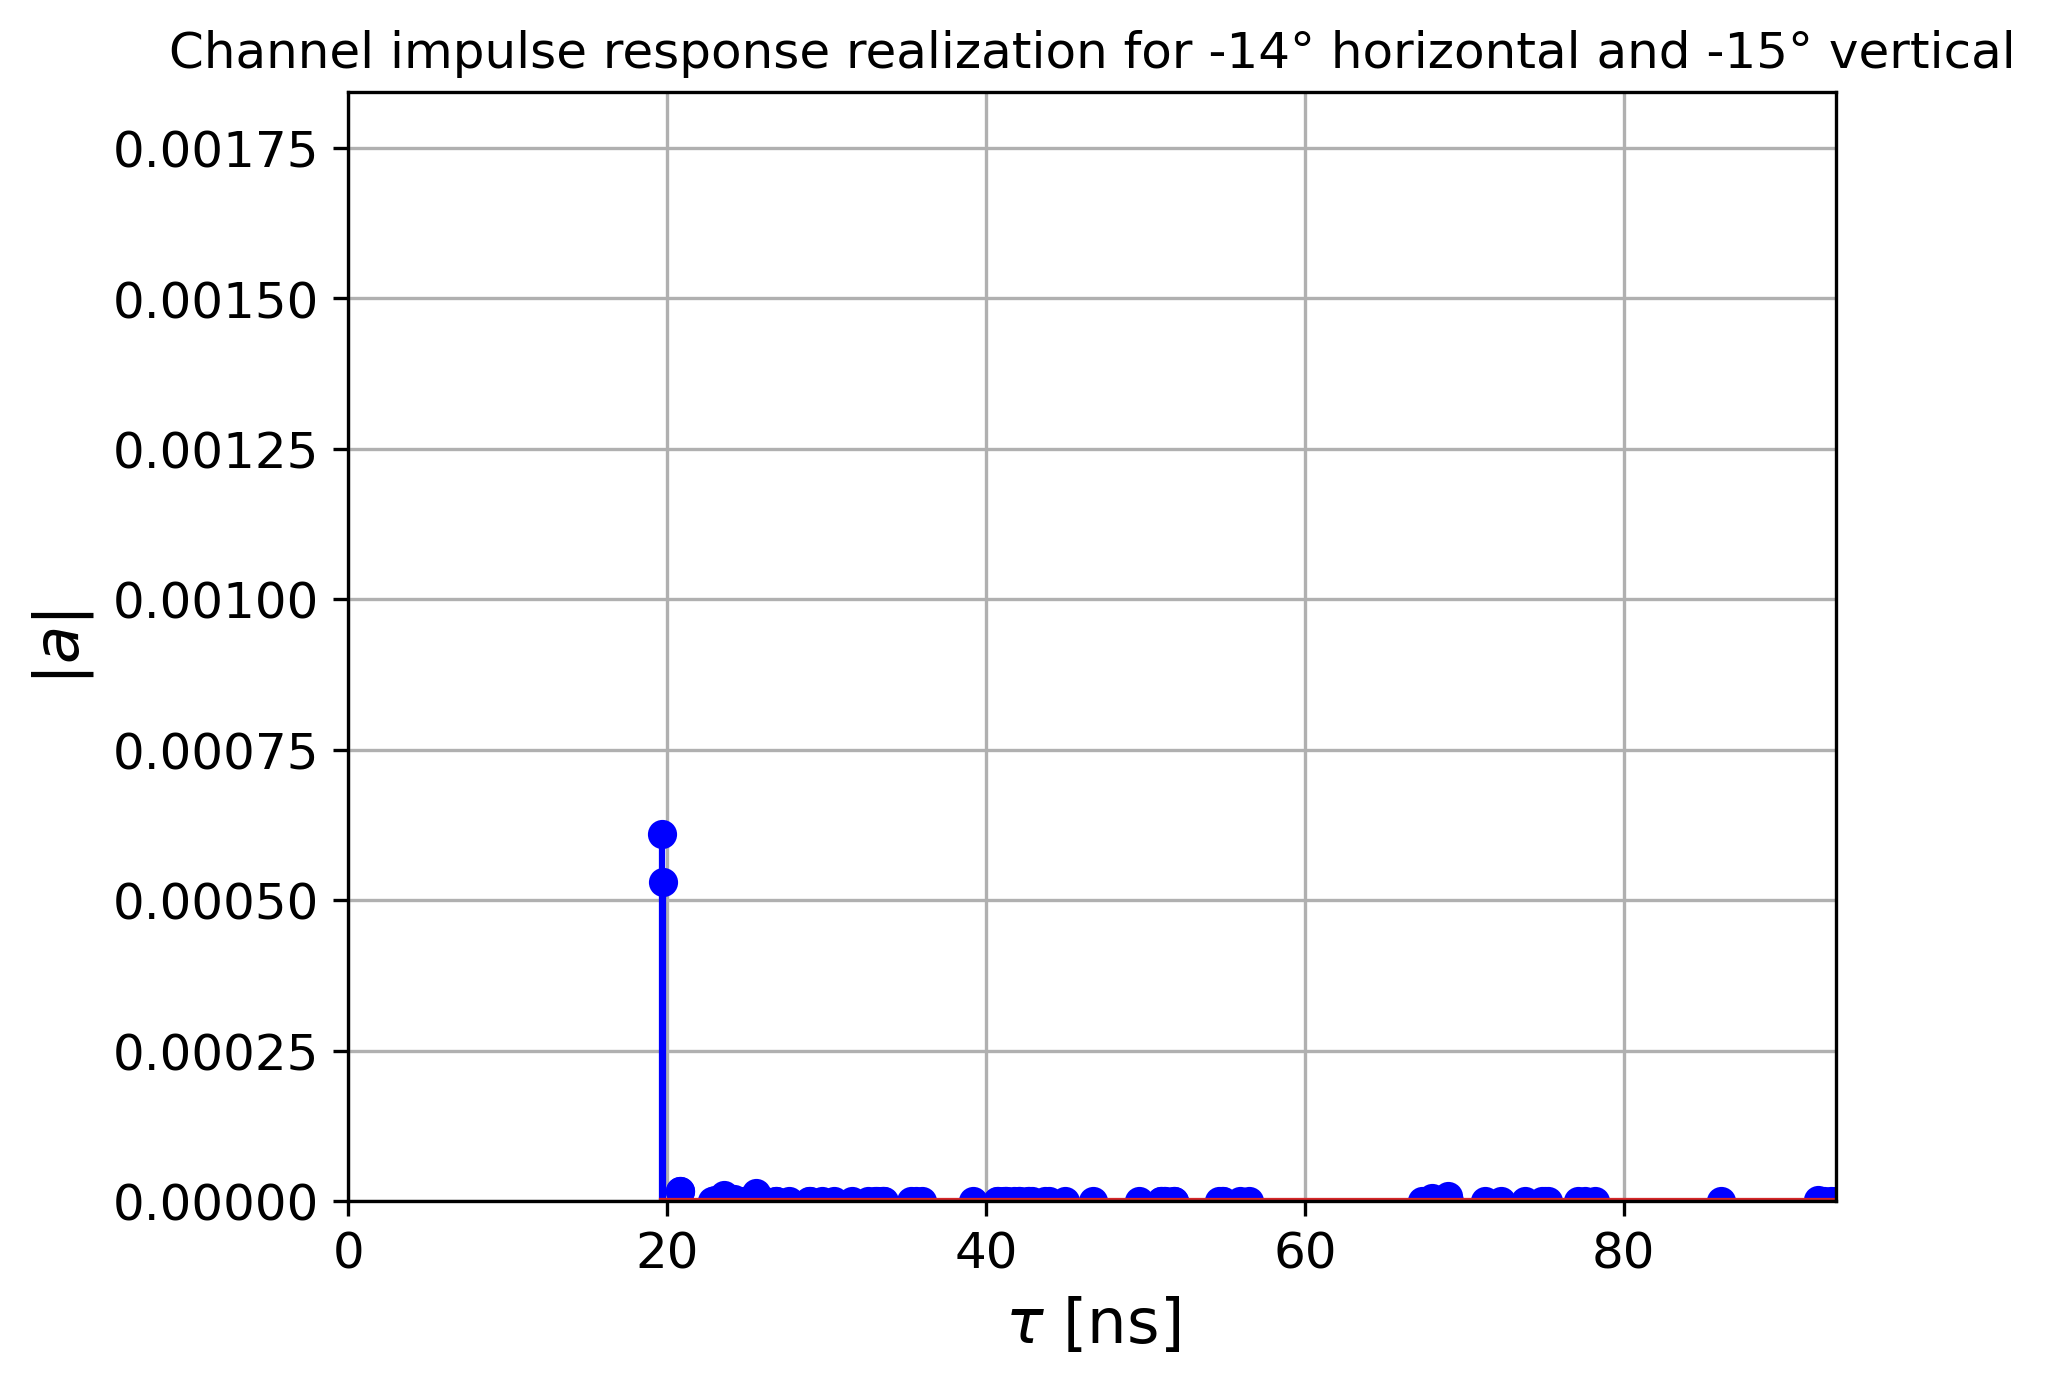 Channel impulse response realization for -14° horizontal and -15° vertical
0.00175
0.00150
0.00125
0.00100
0.00075
0.00050
0.00025
0.00000
|a|
0 20 40 60 80
τ [ns]